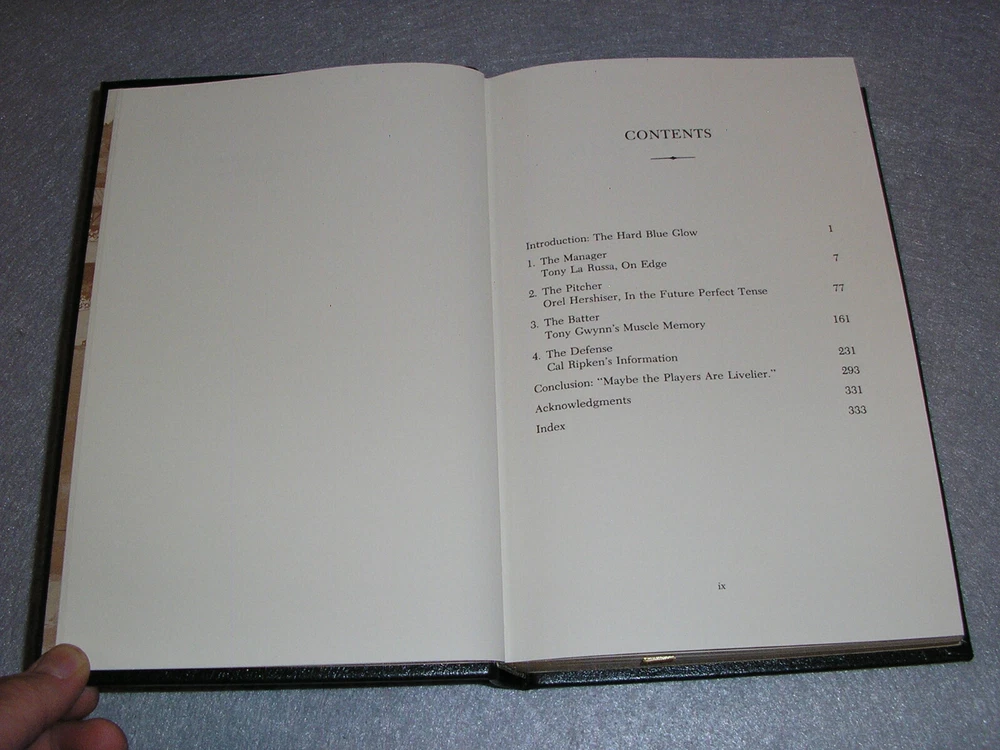 CONTENTS
Introduction: The Hard Blue Glow 1
1. The Manager
Tony La Russa, On Edge 7
2. The Pitcher
Orel Hershiser, In the Future Perfect Tense 77
3. The Batter
Tony Gwynn's Muscle Memory 161
4. The Defense
Cal Ripken's Information 231
Conclusion: "Maybe the Players Are Livelier." 293
Acknowledgments 331
Index 333
ix